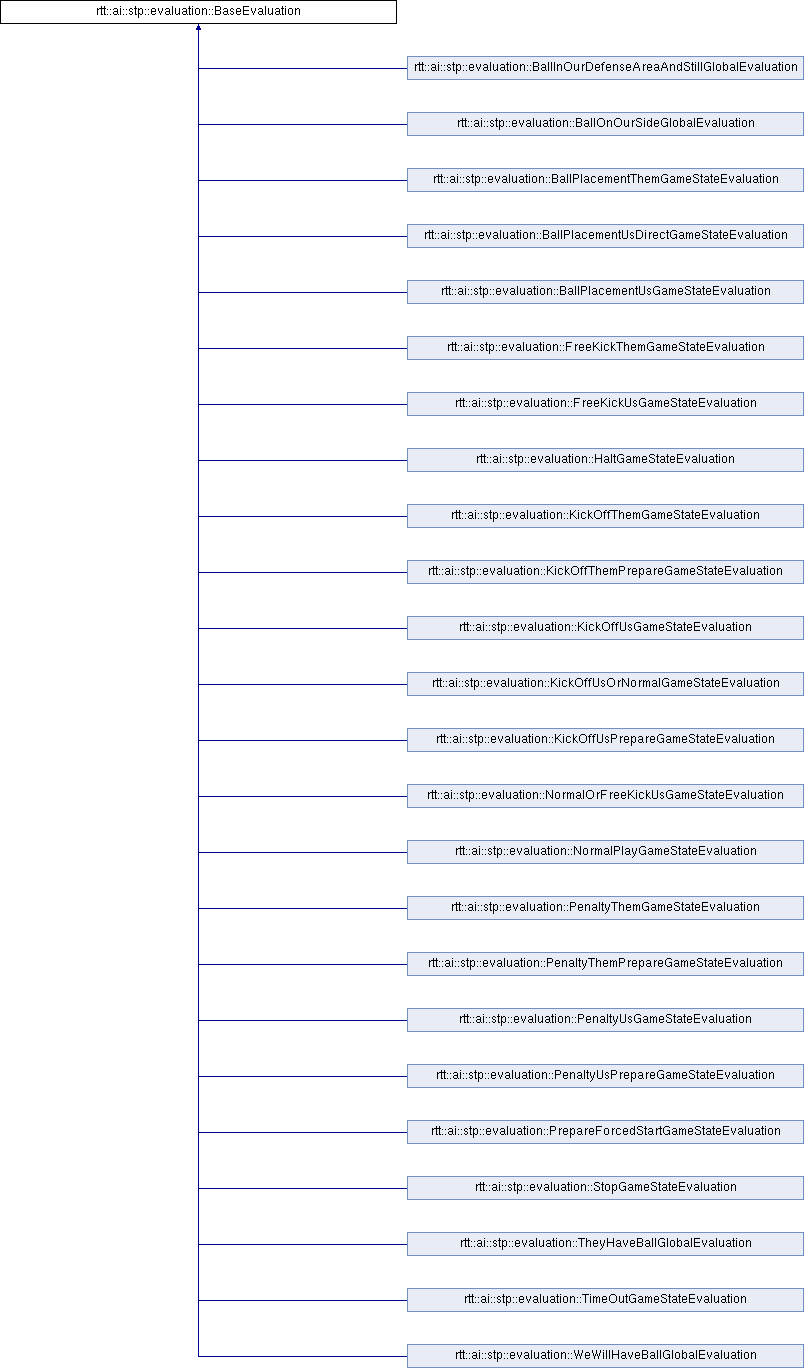 rtt::ai::stp::evaluation::BaseEvaluation
rtt::ai::stp::evaluation::BallInOurDefenseAreaAndStillGlobalEvaluation
rtt::ai::stp::evaluation::BallOnOurSideGlobalEvaluation
rtt::ai::stp::evaluation::BallPlacementThemGameStateEvaluation
rtt::ai::stp::evaluation::BallPlacementUsDirectGameStateEvaluation
rtt::ai::stp::evaluation::BallPlacementUsGameStateEvaluation
rtt::ai::stp::evaluation::FreeKickThemGameStateEvaluation
rtt::ai::stp::evaluation::FreeKickUsGameStateEvaluation
rtt::ai::stp::evaluation::HaltGameStateEvaluation
rtt::ai::stp::evaluation::KickOffThemGameStateEvaluation
rtt::ai::stp::evaluation::KickOffThemPrepareGameStateEvaluation
rtt::ai::stp::evaluation::KickOffUsGameStateEvaluation
rtt::ai::stp::evaluation::KickOffUsOrNormalGameStateEvaluation
rtt::ai::stp::evaluation::KickOffUsPrepareGameStateEvaluation
rtt::ai::stp::evaluation::NormalOrFreeKickUsGameStateEvaluation
rtt::ai::stp::evaluation::NormalPlayGameStateEvaluation
rtt::ai::stp::evaluation::PenaltyThemGameStateEvaluation
rtt::ai::stp::evaluation::PenaltyThemPrepareGameStateEvaluation
rtt::ai::stp::evaluation::PenaltyUsGameStateEvaluation
rtt::ai::stp::evaluation::PenaltyUsPrepareGameStateEvaluation
rtt::ai::stp::evaluation::PrepareForcedStartGameStateEvaluation
rtt::ai::stp::evaluation::StopGameStateEvaluation
rtt::ai::stp::evaluation::TheyHaveBallGlobalEvaluation
rtt::ai::stp::evaluation::TimeOutGameStateEvaluation
rtt::ai::stp::evaluation::WeWillHaveBallGlobalEvaluation